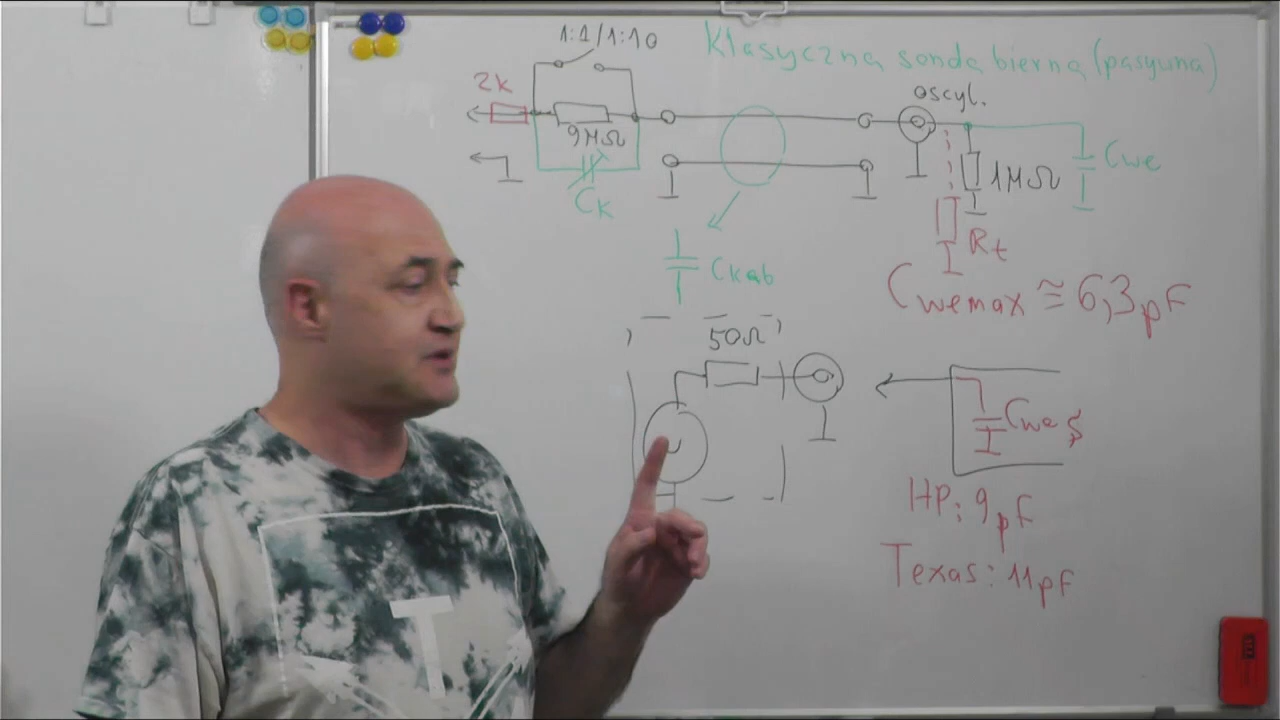 Klasyczna sonda bierna (pasywna)
1:1/1:10
2k
9MΩ
CK
oscyl.
1MΩ
Cwe
Rt
Ckab
Cwemax ≅ 6,3pF
50Ω
Cwe
HP: 9pF
Texas: 11pF
T